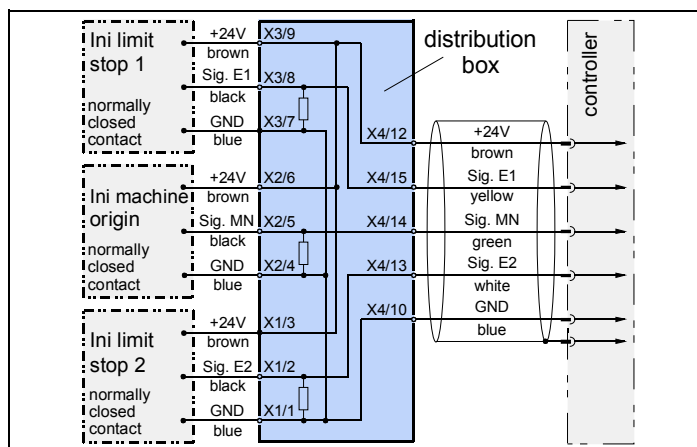 Ini limit
stop 1
normally
closed
contact
+24V
brown
Sig. E1
black
GND
blue
X3/9
X3/8
X3/7
Ini machine
origin
normally
closed
contact
+24V
brown
Sig. MN
black
GND
blue
X2/6
X2/5
X2/4
Ini limit
stop 2
normally
closed
contact
+24V
brown
Sig. E2
black
GND
blue
X1/3
X1/2
X1/1
distribution
box
X4/12
X4/15
X4/14
X4/13
X4/10
+24V
brown
Sig. E1
yellow
Sig. MN
green
Sig. E2
white
GND
blue
controller